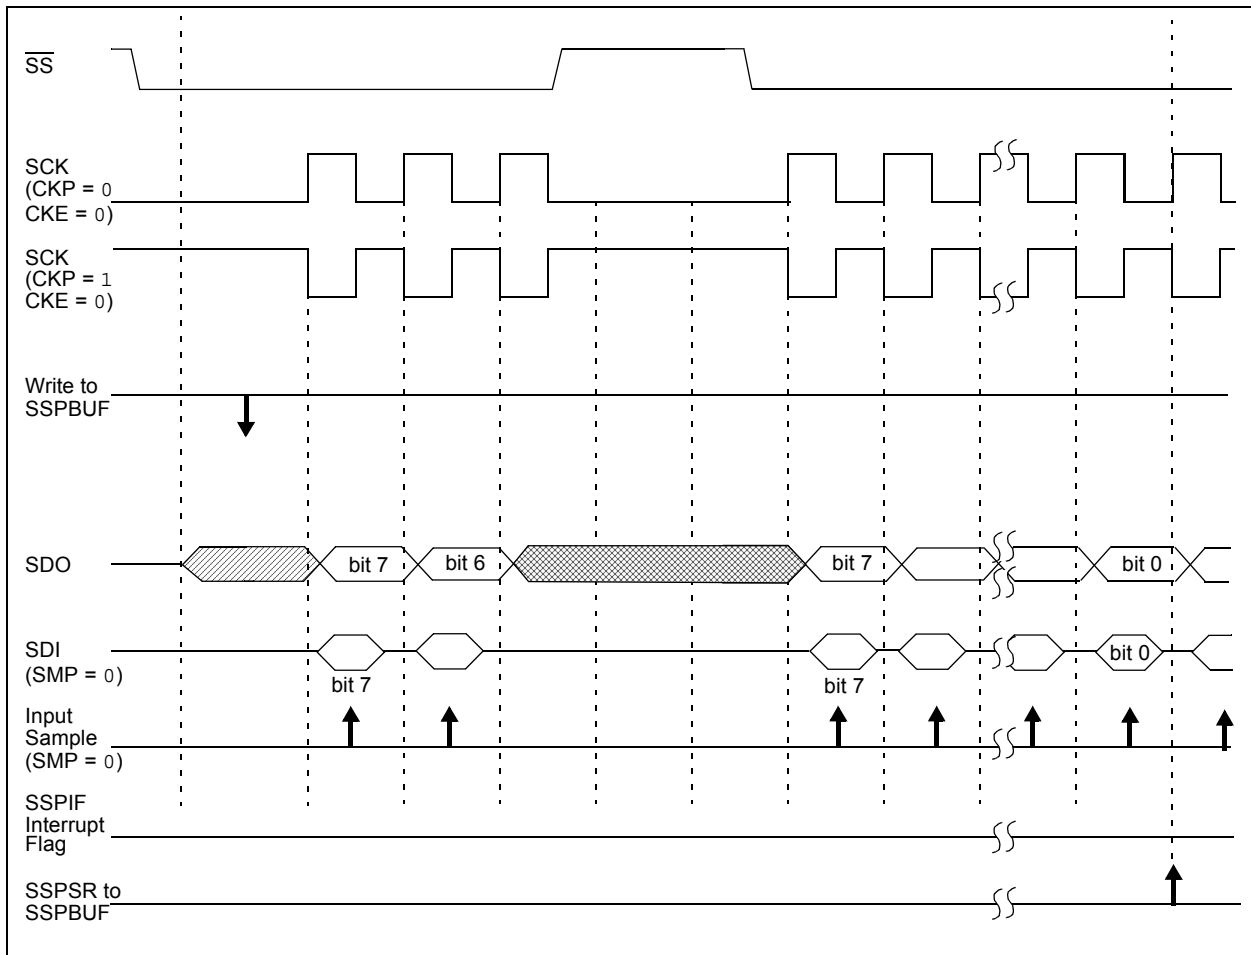 SS
SCK
(CKP = 0
CKE = 0)
SCK
(CKP = 1
CKE = 0)
Write to
SSPBUF
SDO
bit 7
bit 6
bit 7
bit 0
SDI
(SMP = 0)
bit 7
bit 7
bit 0
Input
Sample
(SMP = 0)
SSPIF
Interrupt
Flag
SSPSR to
SSPBUF